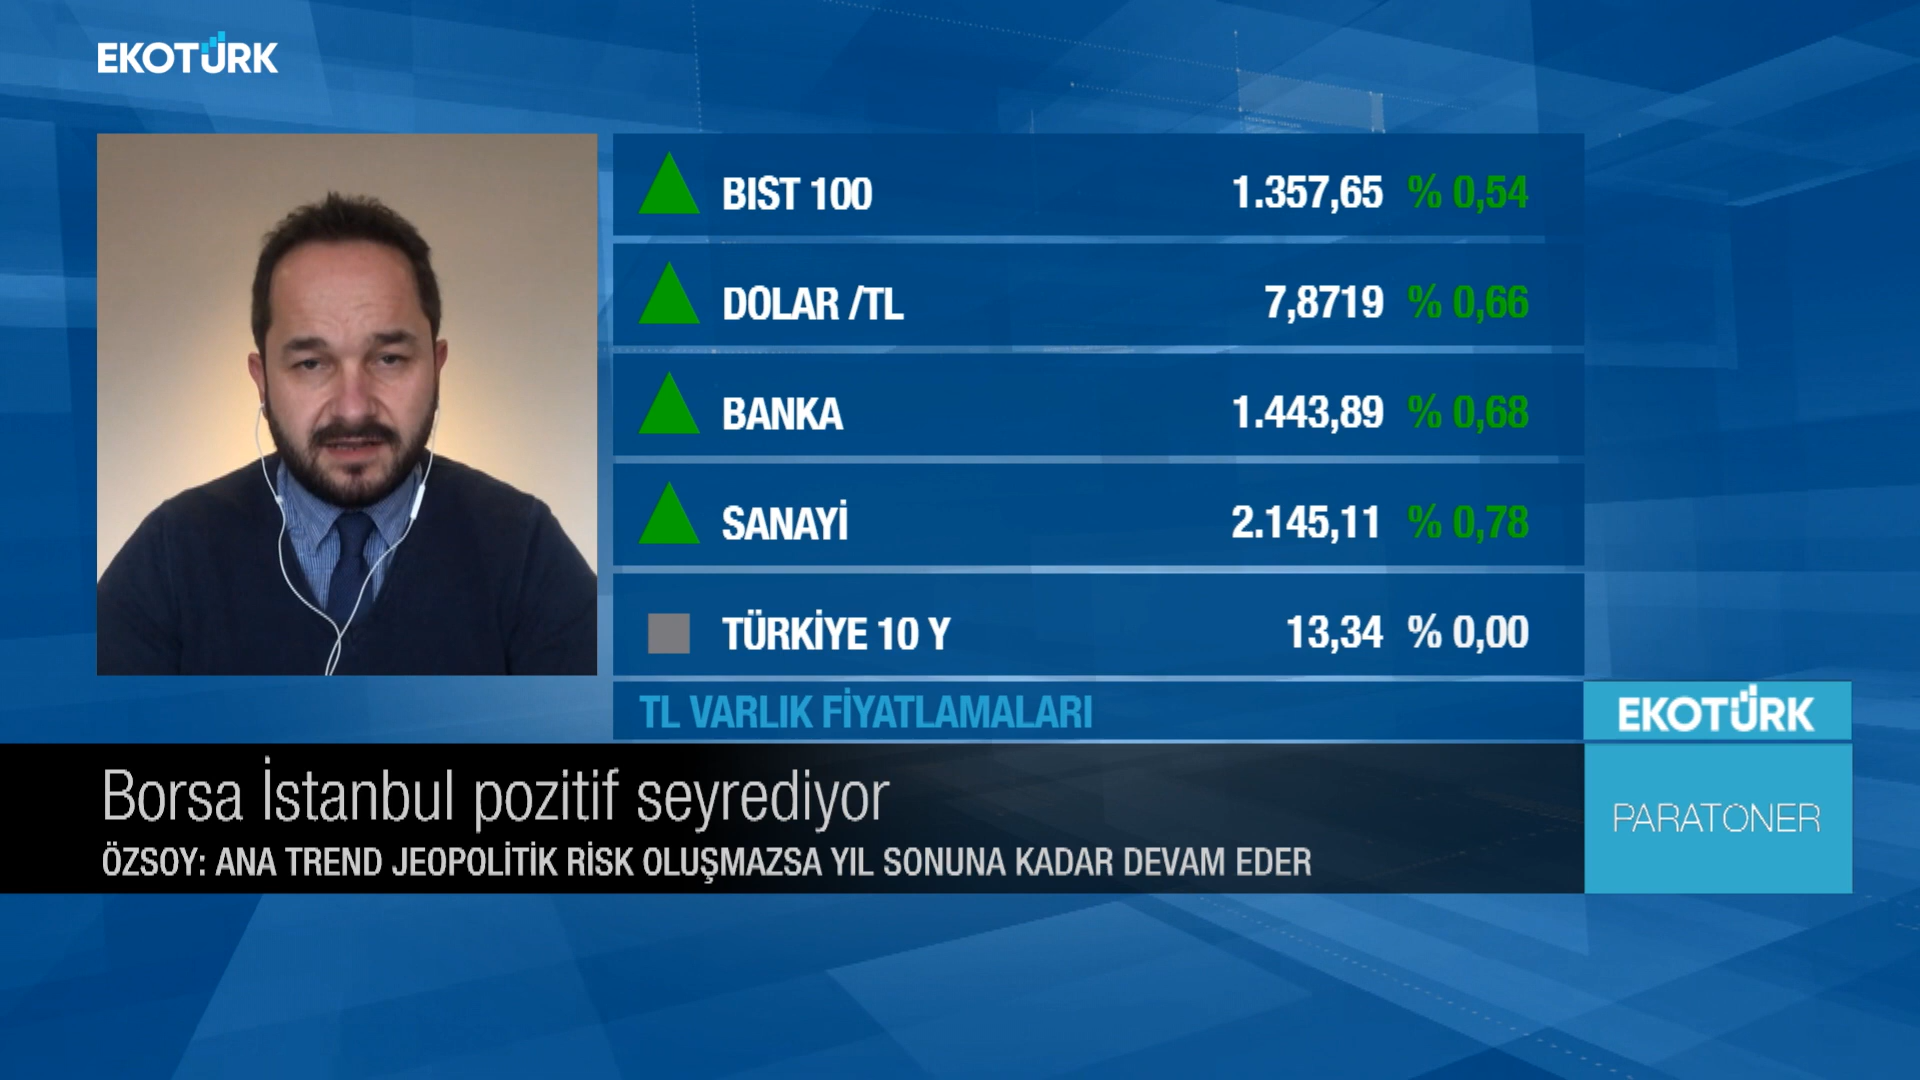 EKOTÜRK
BIST 100 1.357,65 % 0,54
DOLAR /TL 7,8719 % 0,66
BANKA 1.443,89 % 0,68
SANAYİ 2.145,11 % 0,78
TÜRKİYE 10 Y 13,34 % 0,00
TL VARLIK FİYATLAMALARI
EKOTÜRK
Borsa İstanbul pozitif seyrediyor
PARATONER
ÖZSOY: ANA TREND JEOPOLİTİK RİSK OLUŞMAZSA YIL SONUNA KADAR DEVAM EDER